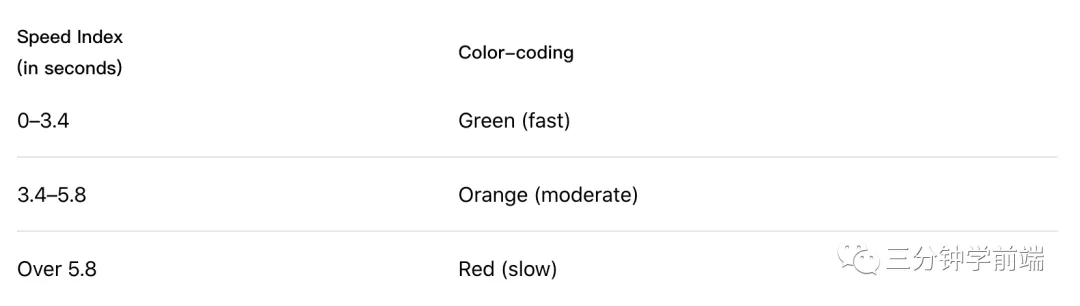 Speed Index
(in seconds)
Color-coding
0–3.4
Green (fast)
3.4–5.8
Orange (moderate)
Over 5.8
Red (slow)
三分钟学前端